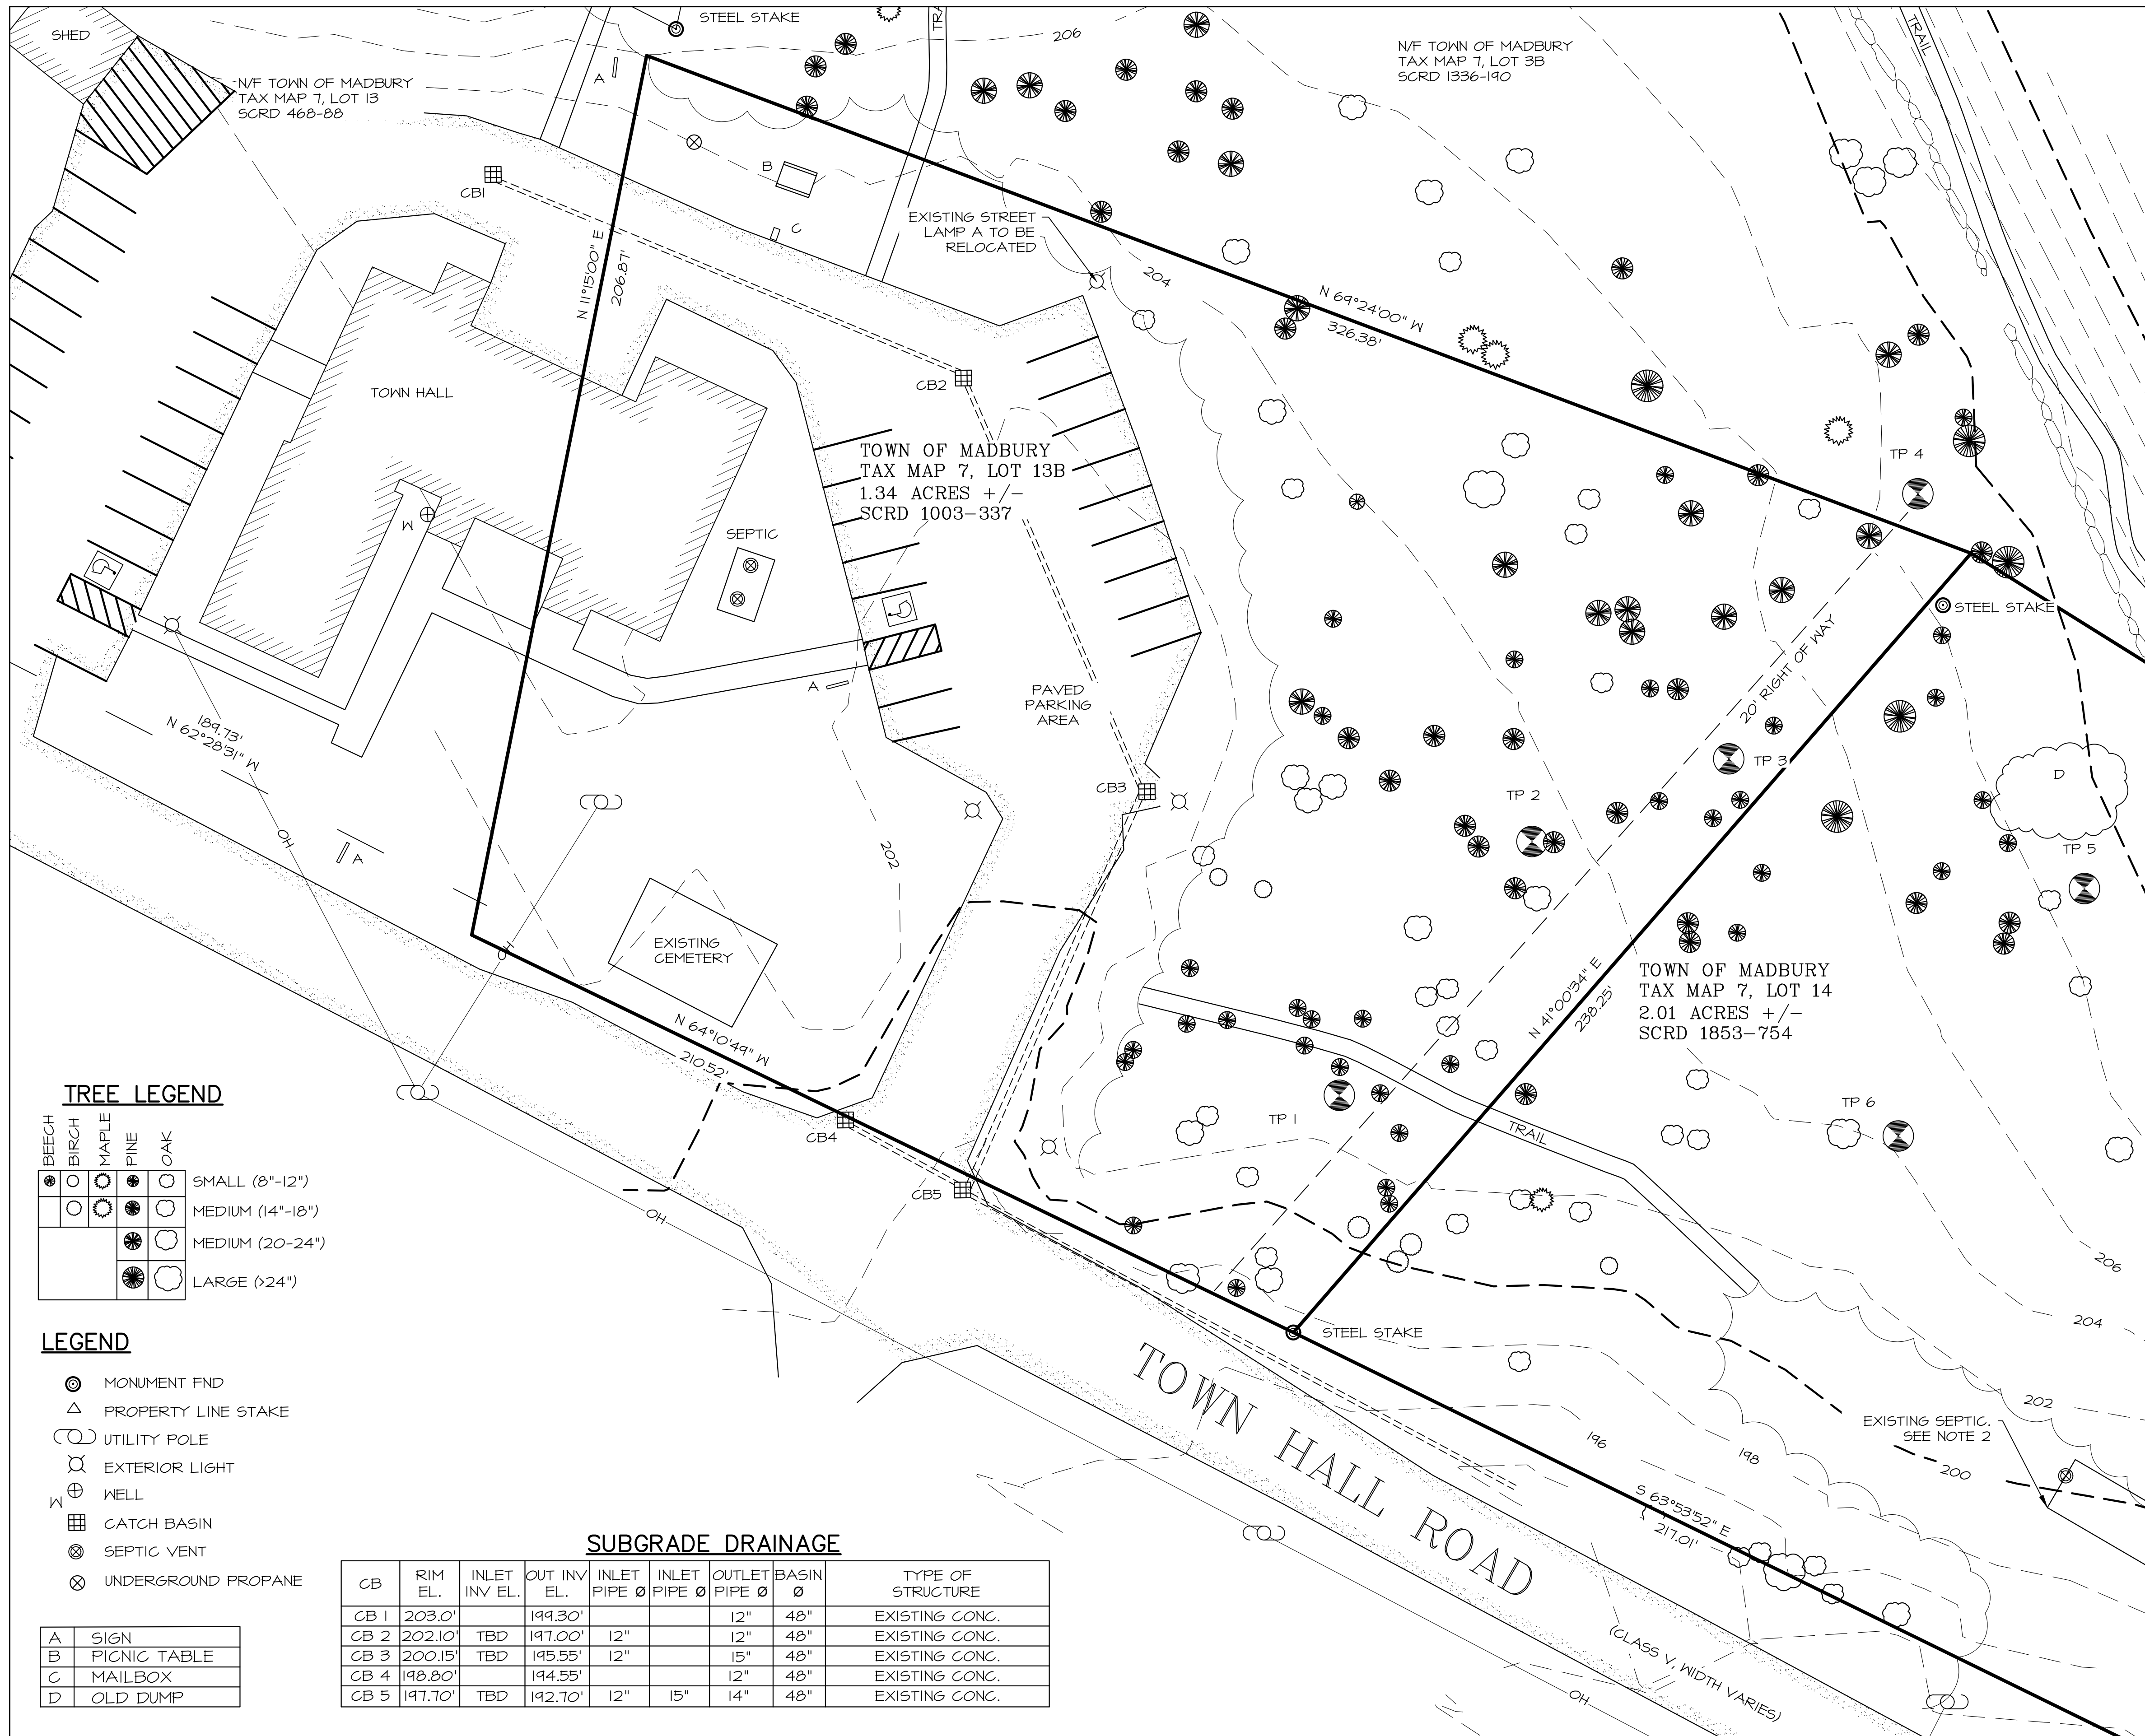 SHED
STEEL STAKE
TRAIL
206
N/F TOWN OF MADBURY
TAX MAP 7, LOT 3B
SCRD 1336-190
TRAIL
N/F TOWN OF MADBURY
TAX MAP 7, LOT 13
SCRD 468-88
A
B
C
CB1
EXISTING STREET
LAMP A TO BE
RELOCATED
204
N 11°15'00" E
206.87'
N 69°24'00" W
326.38'
TOWN HALL
CB2
TOWN OF MADBURY
TAX MAP 7, LOT 13B
1.34 ACRES +/-
SCRD 1003-337
TP 4
W
SEPTIC
STEEL STAKE
20' RIGHT OF WAY
A
PAVED
PARKING
AREA
189.73'
N 62°28'31" W
TP 3
D
CB3
TP 2
OH
A
202
TP 5
OH
EXISTING
CEMETERY
N 41°00'34" E
238.25'
TOWN OF MADBURY
TAX MAP 7, LOT 14
2.01 ACRES +/-
SCRD 1853-754
N 64°10'49" W
210.52'
TP 1
TP 6
CB4
TRAIL
CB5
OH
206
204
STEEL STAKE
202
EXISTING SEPTIC.
SEE NOTE 2
196
198
200
TOWN HALL ROAD
S 63°53'52" E
217.01'
(CLASS V, WIDTH VARIES)
OH
TREE LEGEND
BEECH
BIRCH
MAPLE
PINE
OAK
SMALL (8"-12")
MEDIUM (14"-18")
MEDIUM (20-24")
LARGE (>24")
LEGEND
MONUMENT FND
PROPERTY LINE STAKE
UTILITY POLE
EXTERIOR LIGHT
W WELL
CATCH BASIN
SEPTIC VENT
UNDERGROUND PROPANE
A SIGN
B PICNIC TABLE
C MAILBOX
D OLD DUMP
SUBGRADE DRAINAGE
CB RIM EL. INLET INV EL. OUT INV EL. INLET PIPE Ø INLET PIPE Ø OUTLET PIPE Ø BASIN Ø TYPE OF STRUCTURE
CB 1 203.0' 199.30' 12" 48" EXISTING CONC.
CB 2 202.10' TBD 197.00' 12" 12" 48" EXISTING CONC.
CB 3 200.15' TBD 195.55' 12" 15" 48" EXISTING CONC.
CB 4 198.80' 194.55' 12" 48" EXISTING CONC.
CB 5 197.70' TBD 192.70' 12" 15" 14" 48" EXISTING CONC.